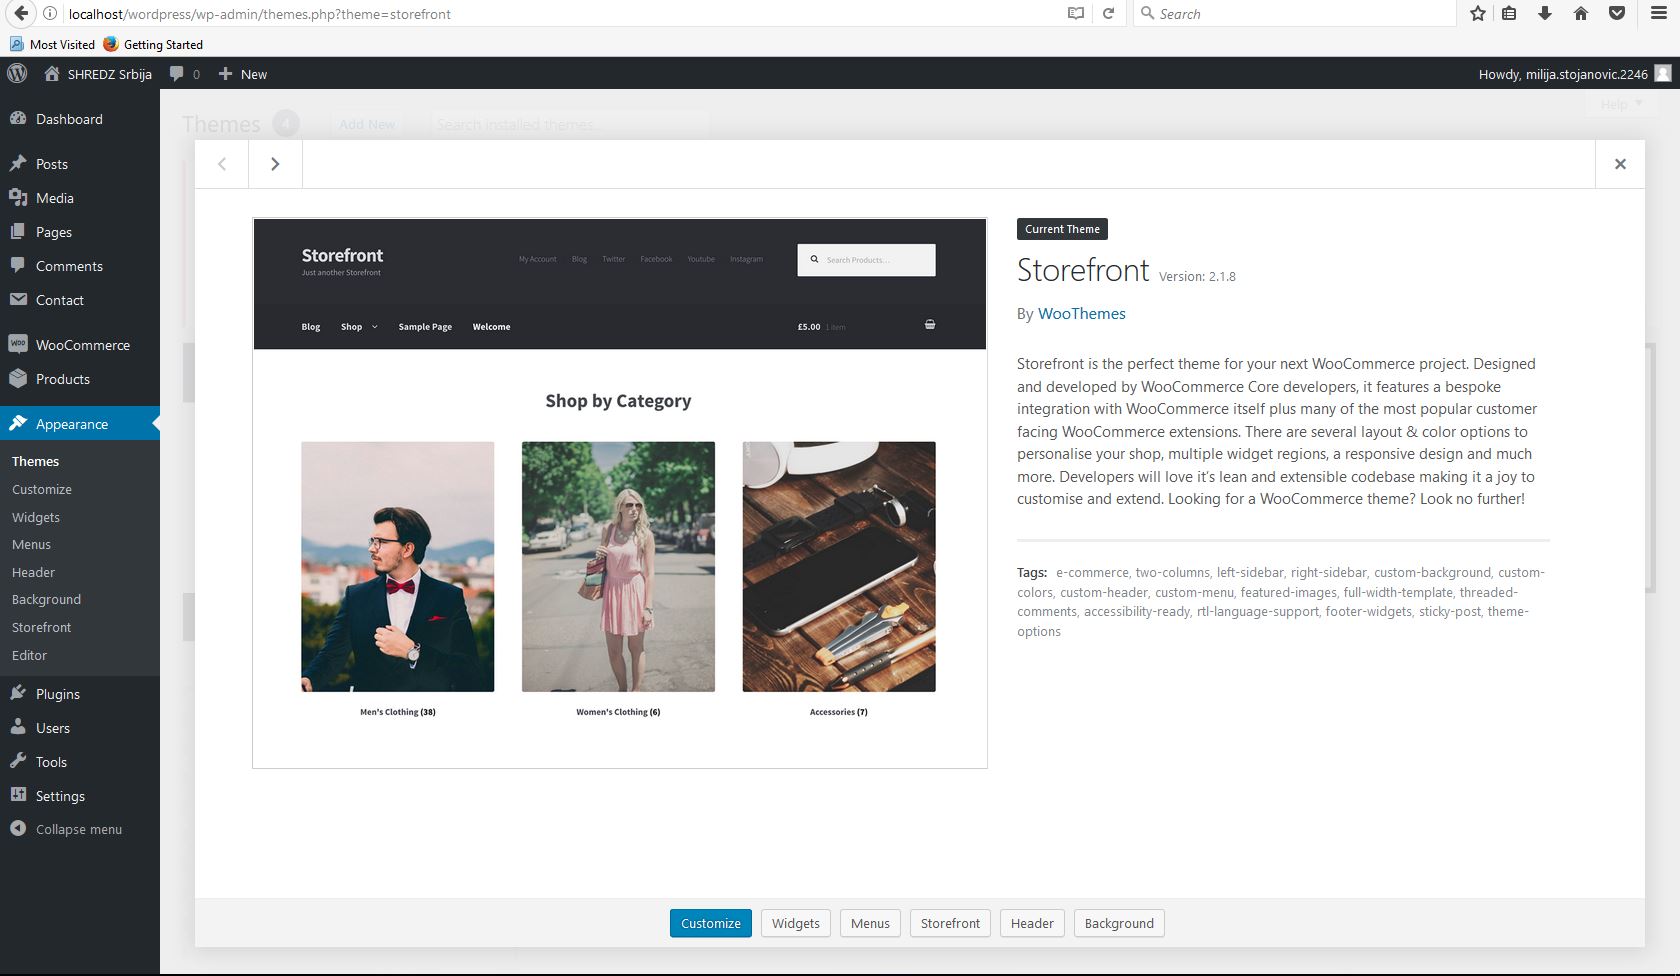 localhost/wordpress/wp-admin/themes.php?theme=storefront
Search
Most Visited
Getting Started
SHREDZ Srbija
0
New
Howdy, milija.stojanovic.2246
Dashboard
Posts
Media
Pages
Comments
Contact
WooCommerce
Products
Appearance
Themes
Customize
Widgets
Menus
Header
Background
Storefront
Editor
Plugins
Users
Tools
Settings
Collapse menu
Themes 4
Add New
Search installed themes...
Help
Storefront
Just another Storefront
My Account Blog Twitter Facebook Youtube Instagram
Search Products...
Blog Shop Sample Page Welcome
£5.00 1 item
Shop by Category
Men's Clothing (38)
Women's Clothing (6)
Accessories (7)
Current Theme
Storefront Version: 2.1.8
By WooThemes
Storefront is the perfect theme for your next WooCommerce project. Designed
and developed by WooCommerce Core developers, it features a bespoke
integration with WooCommerce itself plus many of the most popular customer
facing WooCommerce extensions. There are several layout & color options to
personalise your shop, multiple widget regions, a responsive design and much
more. Developers will love it's lean and extensible codebase making it a joy to
customise and extend. Looking for a WooCommerce theme? Look no further!
Tags: e-commerce, two-columns, left-sidebar, right-sidebar, custom-background, custom-
colors, custom-header, custom-menu, featured-images, full-width-template, threaded-
comments, accessibility-ready, rtl-language-support, footer-widgets, sticky-post, theme-
options
Customize
Widgets
Menus
Storefront
Header
Background